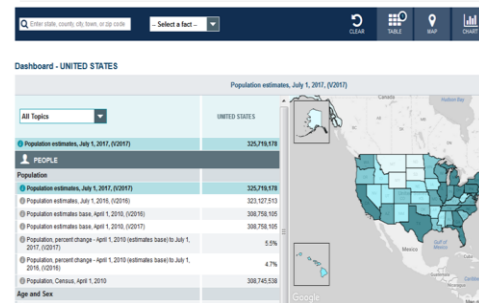 Enter state, county, city, town, or zip code
-- Select a fact --
CLEAR
TABLE
MAP
CHART
Dashboard - UNITED STATES
Population estimates, July 1, 2017, (V2017)
All Topics
UNITED STATES
Population estimates, July 1, 2017, (V2017) 325,719,178
PEOPLE
Population
Population estimates, July 1, 2017, (V2017) 325,719,178
Population estimates, July 1, 2016, (V2016) 323,127,513
Population estimates base, April 1, 2010, (V2016) 308,758,105
Population estimates base, April 1, 2010, (V2017) 308,758,105
Population, percent change - April 1, 2010 (estimates base) to July 1,
2017, (V2017) 5.5%
Population, percent change - April 1, 2010 (estimates base) to July 1,
2016, (V2016) 4.7%
Population, Census, April 1, 2010 308,745,538
Age and Sex
Canada
Hudson Bay
Mexico
Gulf of
Mexico
Cuba
Nicaragua
Google